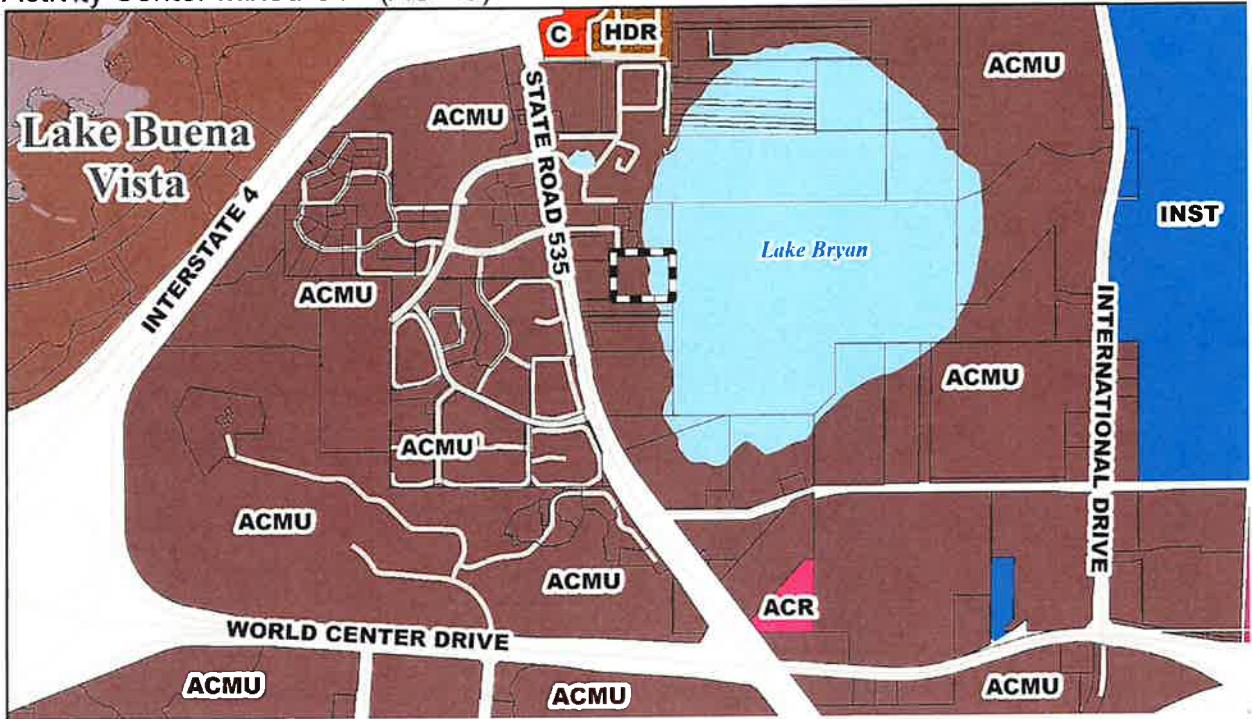 C
HDR
ACMU
ACMU
Lake Buena
Vista
STATE ROAD 535
INTERSTATE 4
INST
Lake Bryan
ACMU
INTERNATIONAL DRIVE
ACMU
ACMU
ACMU
ACMU
ACR
WORLD CENTER DRIVE
ACMU
ACMU
ACMU